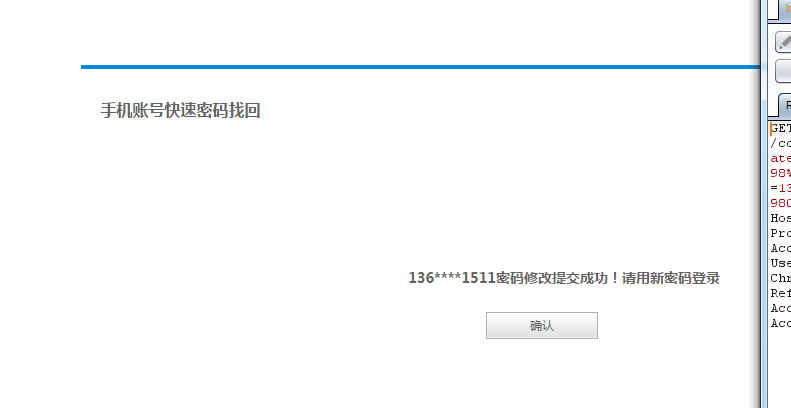 手机账号快速密码找回
136****1511密码修改提交成功！请用新密码登录
确认
R
GET
/co
ate
98%
=13
980
Hos
Pro
Acc
Use
Chr
Ref
Acc
Acc